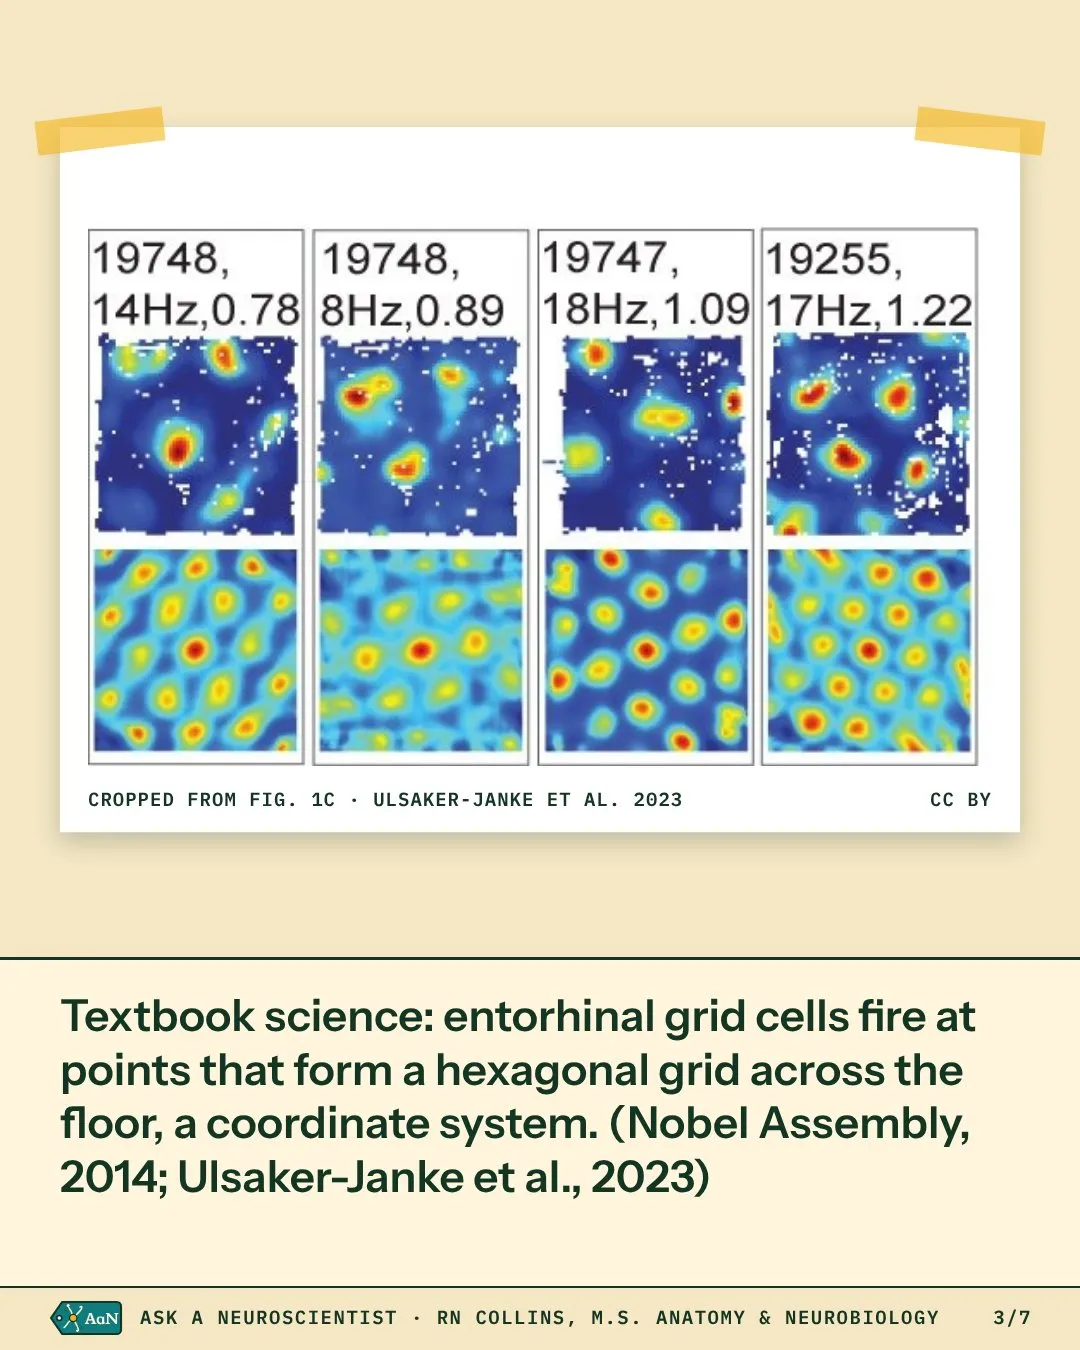 19748,
14Hz,0.78
19748,
8Hz,0.89
19747,
18Hz,1.09
19255,
17Hz,1.22
CROPPED FROM FIG. 1C · ULSAKER-JANKE ET AL. 2023
CC BY
Textbook science: entorhinal grid cells fire at
points that form a hexagonal grid across the
floor, a coordinate system. (Nobel Assembly,
2014; Ulsaker-Janke et al., 2023)
AaN
ASK A NEUROSCIENTIST · RN COLLINS, M.S. ANATOMY & NEUROBIOLOGY
3/7